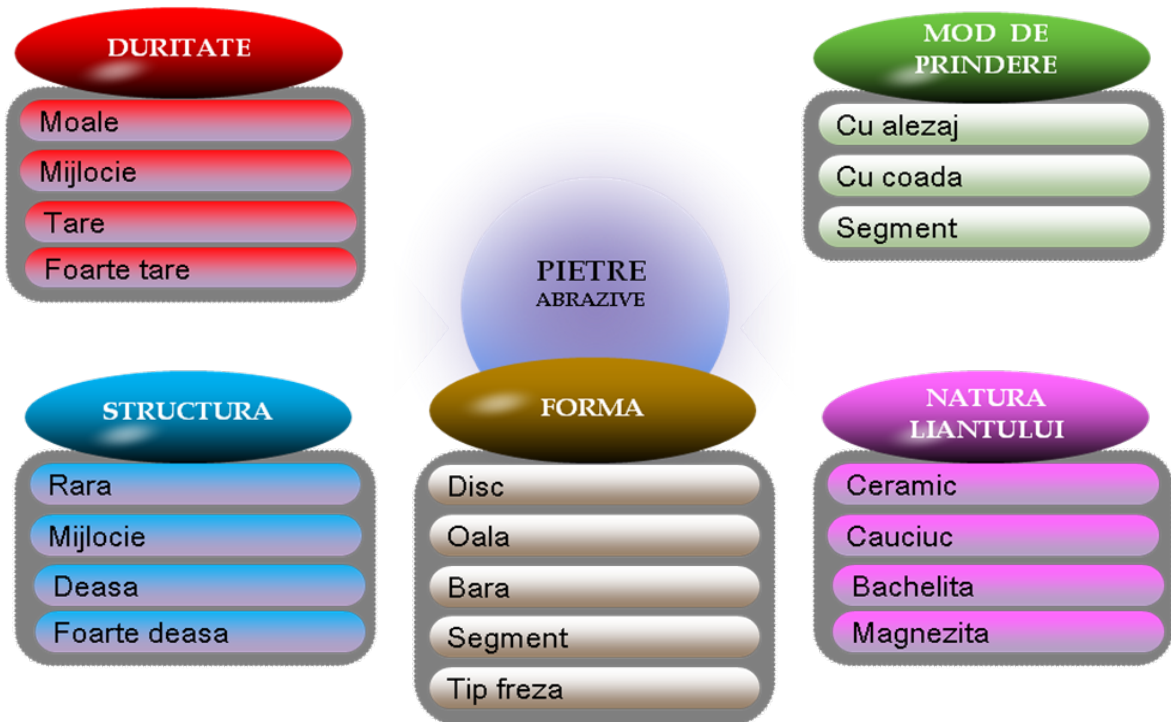 DURITATE
Moale
Mijlocie
Tare
Foarte tare
MOD DE
PRINDERE
Cu alezaj
Cu coada
Segment
PIETRE
ABRAZIVE
STRUCTURA
Rara
Mijlocie
Deasa
Foarte deasa
FORMA
Disc
Oala
Bara
Segment
Tip freza
NATURA
LIANTULUI
Ceramic
Cauciuc
Bachelita
Magnezita